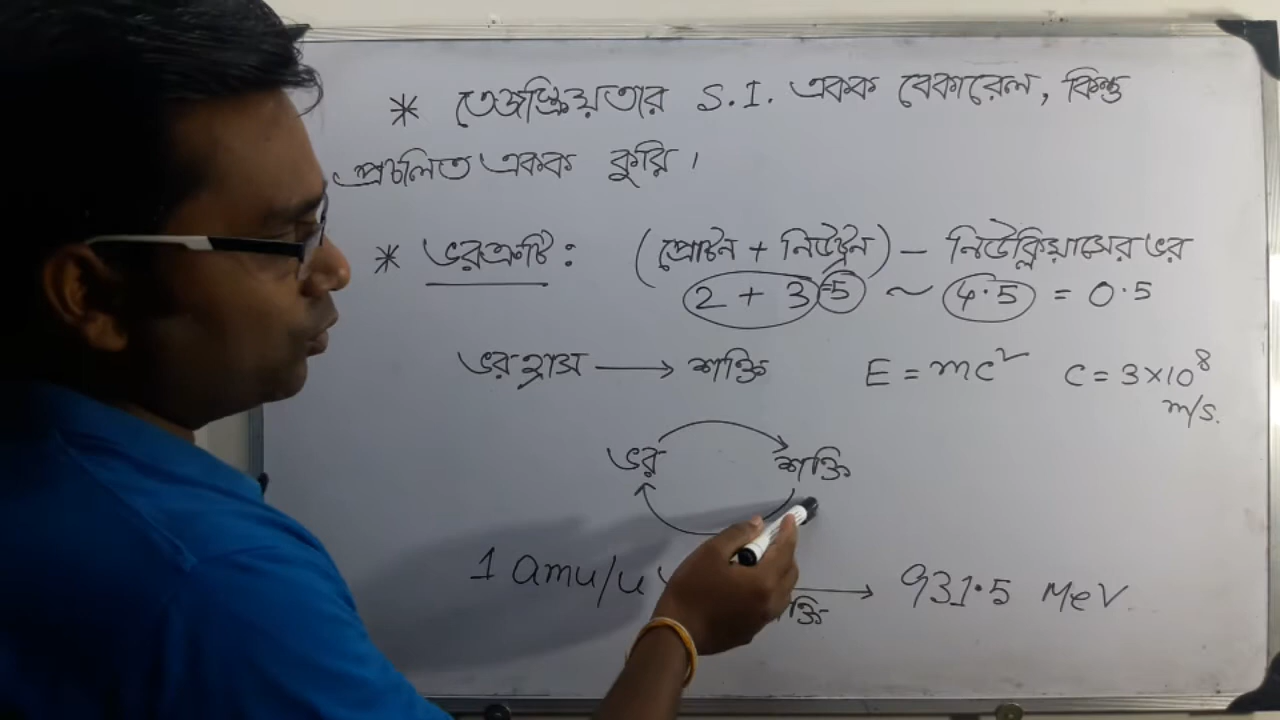 * তেজস্ক্রিয়তার S.I. একক বেকারেল, কিন্তু
প্রচলিত একক কুরি।
* ভরত্রুটি : (প্রোটন + নিউট্রন) – নিউক্লিয়াসের ভর
2 + 3 =5 ~ 4.5 = 0.5
ভর হ্রাস ⟶ শক্তি E = mc² C = 3×10⁸
m/s.
ভর শক্তি
1 amu/u ⟶ 931.5 MeV